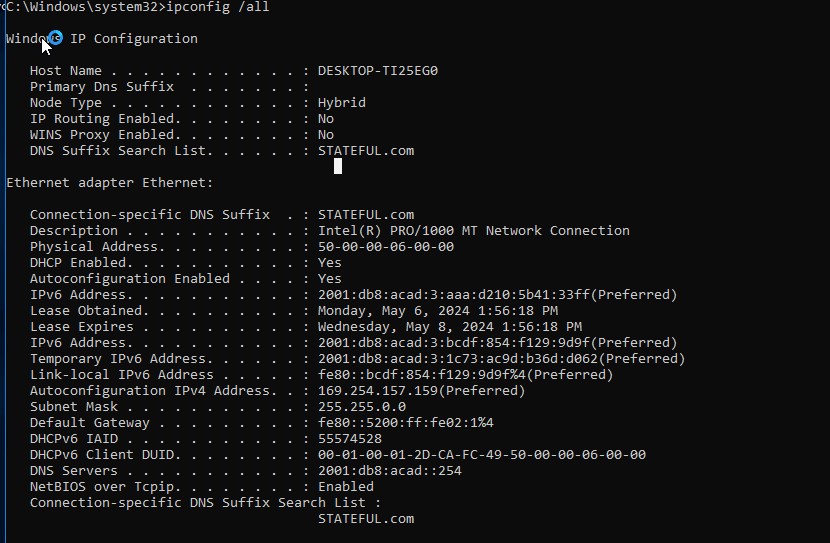 C:\Windows\system32>ipconfig /all
Windows IP Configuration
Host Name . . . . . . . . . . . . : DESKTOP-TI25EG0
Primary Dns Suffix  . . . . . . . :
Node Type . . . . . . . . . . . . : Hybrid
IP Routing Enabled. . . . . . . . : No
WINS Proxy Enabled. . . . . . . . : No
DNS Suffix Search List. . . . . . : STATEFUL.com
Ethernet adapter Ethernet:
Connection-specific DNS Suffix  . : STATEFUL.com
Description . . . . . . . . . . . : Intel(R) PRO/1000 MT Network Connection
Physical Address. . . . . . . . . : 50-00-00-06-00-00
DHCP Enabled. . . . . . . . . . . : Yes
Autoconfiguration Enabled . . . . : Yes
IPv6 Address. . . . . . . . . . . : 2001:db8:acad:3:aaa:d210:5b41:33ff(Preferred)
Lease Obtained. . . . . . . . . . : Monday, May 6, 2024 1:56:18 PM
Lease Expires . . . . . . . . . . : Wednesday, May 8, 2024 1:56:18 PM
IPv6 Address. . . . . . . . . . . : 2001:db8:acad:3:bcdf:854:f129:9d9f(Preferred)
Temporary IPv6 Address. . . . . . : 2001:db8:acad:3:1c73:ac9d:b36d:d062(Preferred)
Link-local IPv6 Address . . . . . : fe80::bcdf:854:f129:9d9f%4(Preferred)
Autoconfiguration IPv4 Address. . : 169.254.157.159(Preferred)
Subnet Mask . . . . . . . . . . . : 255.255.0.0
Default Gateway . . . . . . . . . : fe80::5200:ff:fe02:1%4
DHCPv6 IAID . . . . . . . . . . . : 55574528
DHCPv6 Client DUID. . . . . . . . : 00-01-00-01-2D-CA-FC-49-50-00-00-06-00-00
DNS Servers . . . . . . . . . . . : 2001:db8:acad::254
NetBIOS over Tcpip. . . . . . . . : Enabled
Connection-specific DNS Suffix Search List :
STATEFUL.com